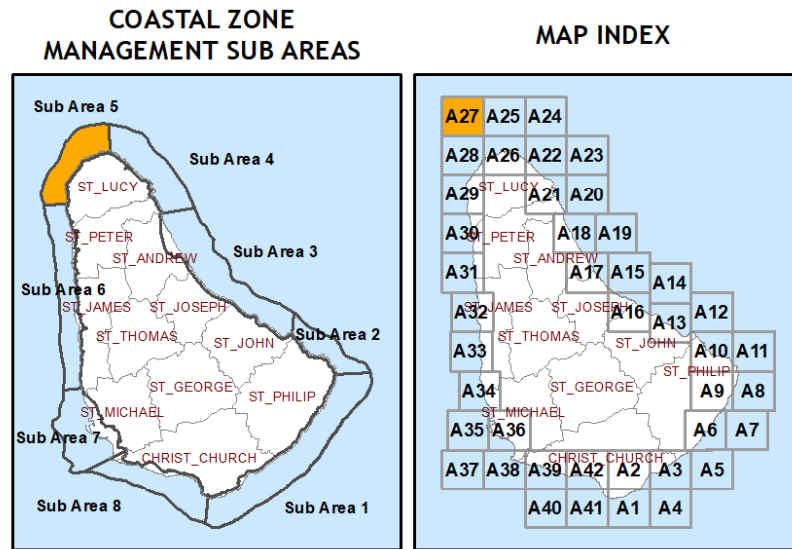 COASTAL ZONE
MANAGEMENT SUB AREAS
Sub Area 5
Sub Area 4
ST_LUCY
ST_PETER
Sub Area 3
ST_ANDREW
Sub Area 6
ST_JAMES
ST_JOSEPH
ST_THOMAS
Sub Area 2
ST_JOHN
ST_GEORGE
ST_PHILIP
ST_MICHAEL
Sub Area 7
CHRIST_CHURCH
Sub Area 8
Sub Area 1
MAP INDEX
A27 A25 A24
A28 A26 A22 A23
ST_LUCY
A29 A21 A20
A30 A18 A19
ST_PETER
ST_ANDREW
A31 A17 A15 A14
ST_JAMES ST_JOSEPH
A32 A16 A13 A12
ST_THOMAS ST_JOHN
A33 A10 A11
ST_PHILIP
ST_GEORGE
A34 A9 A8
ST_MICHAEL
A35 A36 A6 A7
CHRIST_CHURCH
A37 A38 A39 A42 A2 A3 A5
A40 A41 A1 A4